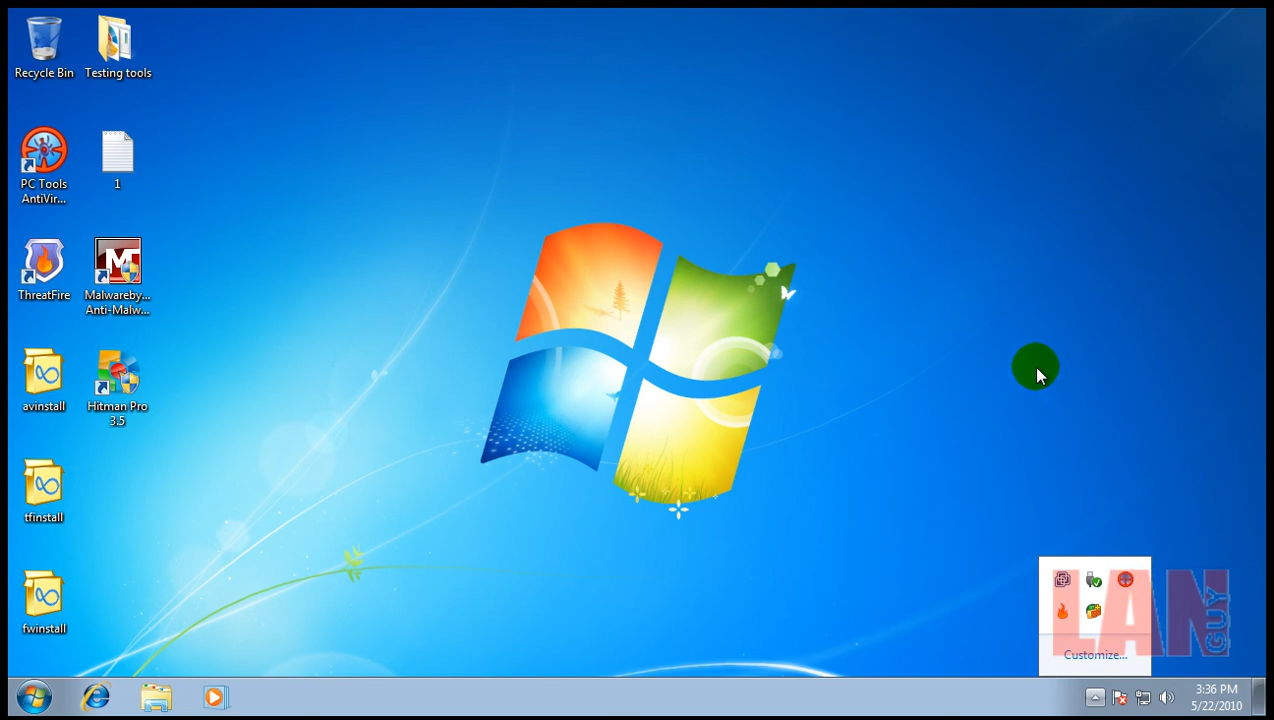 Recycle Bin
Testing tools
PC Tools
AntiVir...
1
ThreatFire
Malwareby...
Anti-Malw...
avinstall
Hitman Pro
3.5
tfinstall
fwinstall
LAN
GUY
Customize...
3:36 PM
5/22/2010